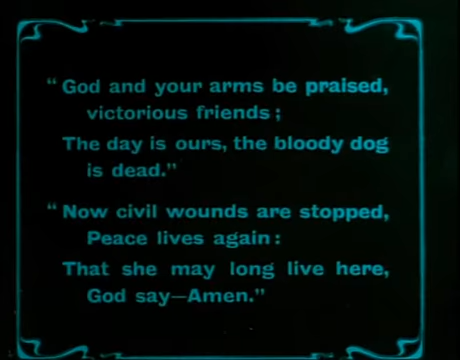 “God and your arms be praised,
victorious friends;
The day is ours, the bloody dog
is dead.”
“Now civil wounds are stopped,
Peace lives again:
That she may long live here,
God say—Amen.”